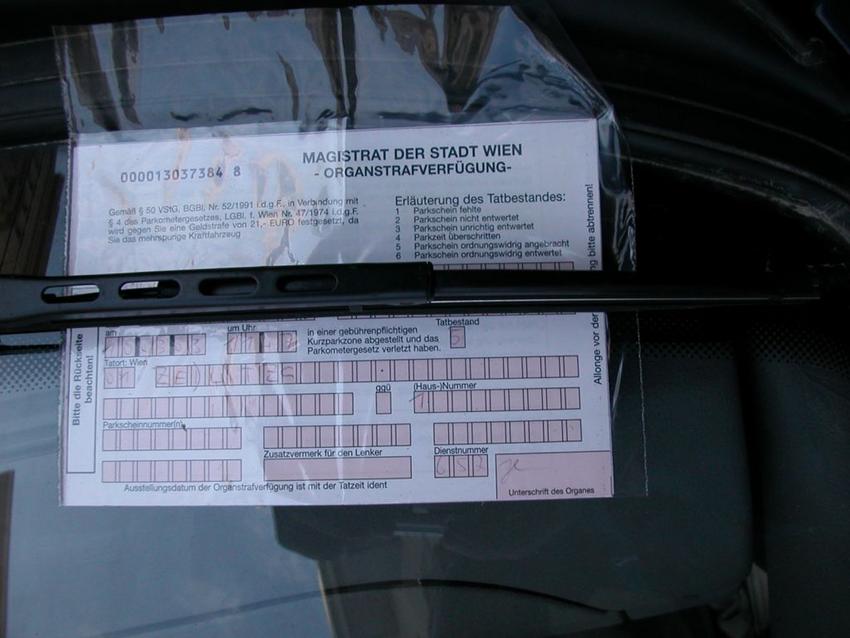 MAGISTRAT DER STADT WIEN
000013037384 8
- ORGANSTRAFVERFÜGUNG-
Gemäß § 50 VStG, BGBl. Nr. 52/1991 i.d.g.F., in Verbindung mit
§ 4 des Parkometergesetzes, LGBl. f. Wien Nr. 47/1974 i.d.g.F.
wird gegen Sie eine Geldstrafe von 21,- EURO festgesetzt, da
Sie das mehrspurige Kraftfahrzeug
Erläuterung des Tatbestandes:
1 Parkschein fehlte
2 Parkschein nicht entwertet
3 Parkschein unrichtig entwertet
4 Parkzeit überschritten
5 Parkschein ordnungswidrig angebracht
6 Parkschein ordnungswidrig entwertet
am
um Uhr
in einer gebührenpflichtigen
Kurzparkzone abgestellt und das
Parkometergesetz verletzt haben.
Tatbestand
5
Tatort: Wien
ggü
(Haus-)Nummer
1
Parkscheinnummer(n)
Zusatzvermerk für den Lenker
Dienstnummer
Unterschrift des Organes
Ausstellungsdatum der Organstrafverfügung ist mit der Tatzeit ident
Bitte die Rückseite
beachten!
Allonge vor der
ng bitte abtrennen!